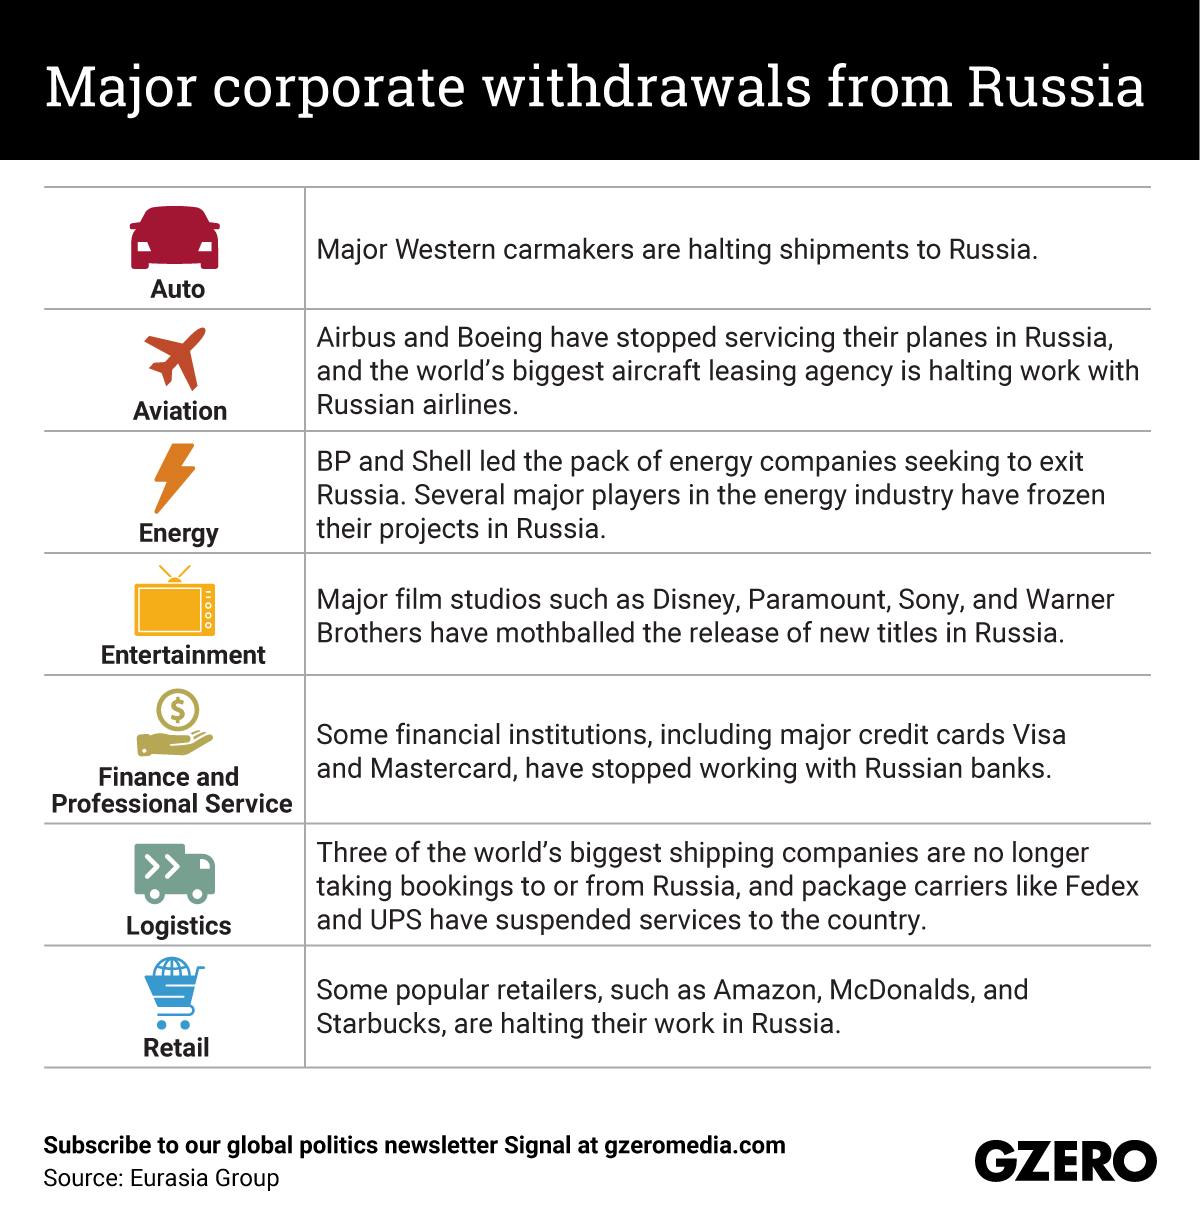 Major corporate withdrawals from Russia
Auto
Major Western carmakers are halting shipments to Russia.
Aviation
Airbus and Boeing have stopped servicing their planes in Russia,
and the world’s biggest aircraft leasing agency is halting work with
Russian airlines.
Energy
BP and Shell led the pack of energy companies seeking to exit
Russia. Several major players in the energy industry have frozen
their projects in Russia.
Entertainment
Major film studios such as Disney, Paramount, Sony, and Warner
Brothers have mothballed the release of new titles in Russia.
$
Finance and
Professional Service
Some financial institutions, including major credit cards Visa
and Mastercard, have stopped working with Russian banks.
Logistics
Three of the world’s biggest shipping companies are no longer
taking bookings to or from Russia, and package carriers like Fedex
and UPS have suspended services to the country.
Retail
Some popular retailers, such as Amazon, McDonalds, and
Starbucks, are halting their work in Russia.
Subscribe to our global politics newsletter Signal at gzeromedia.com
Source: Eurasia Group
GZERO